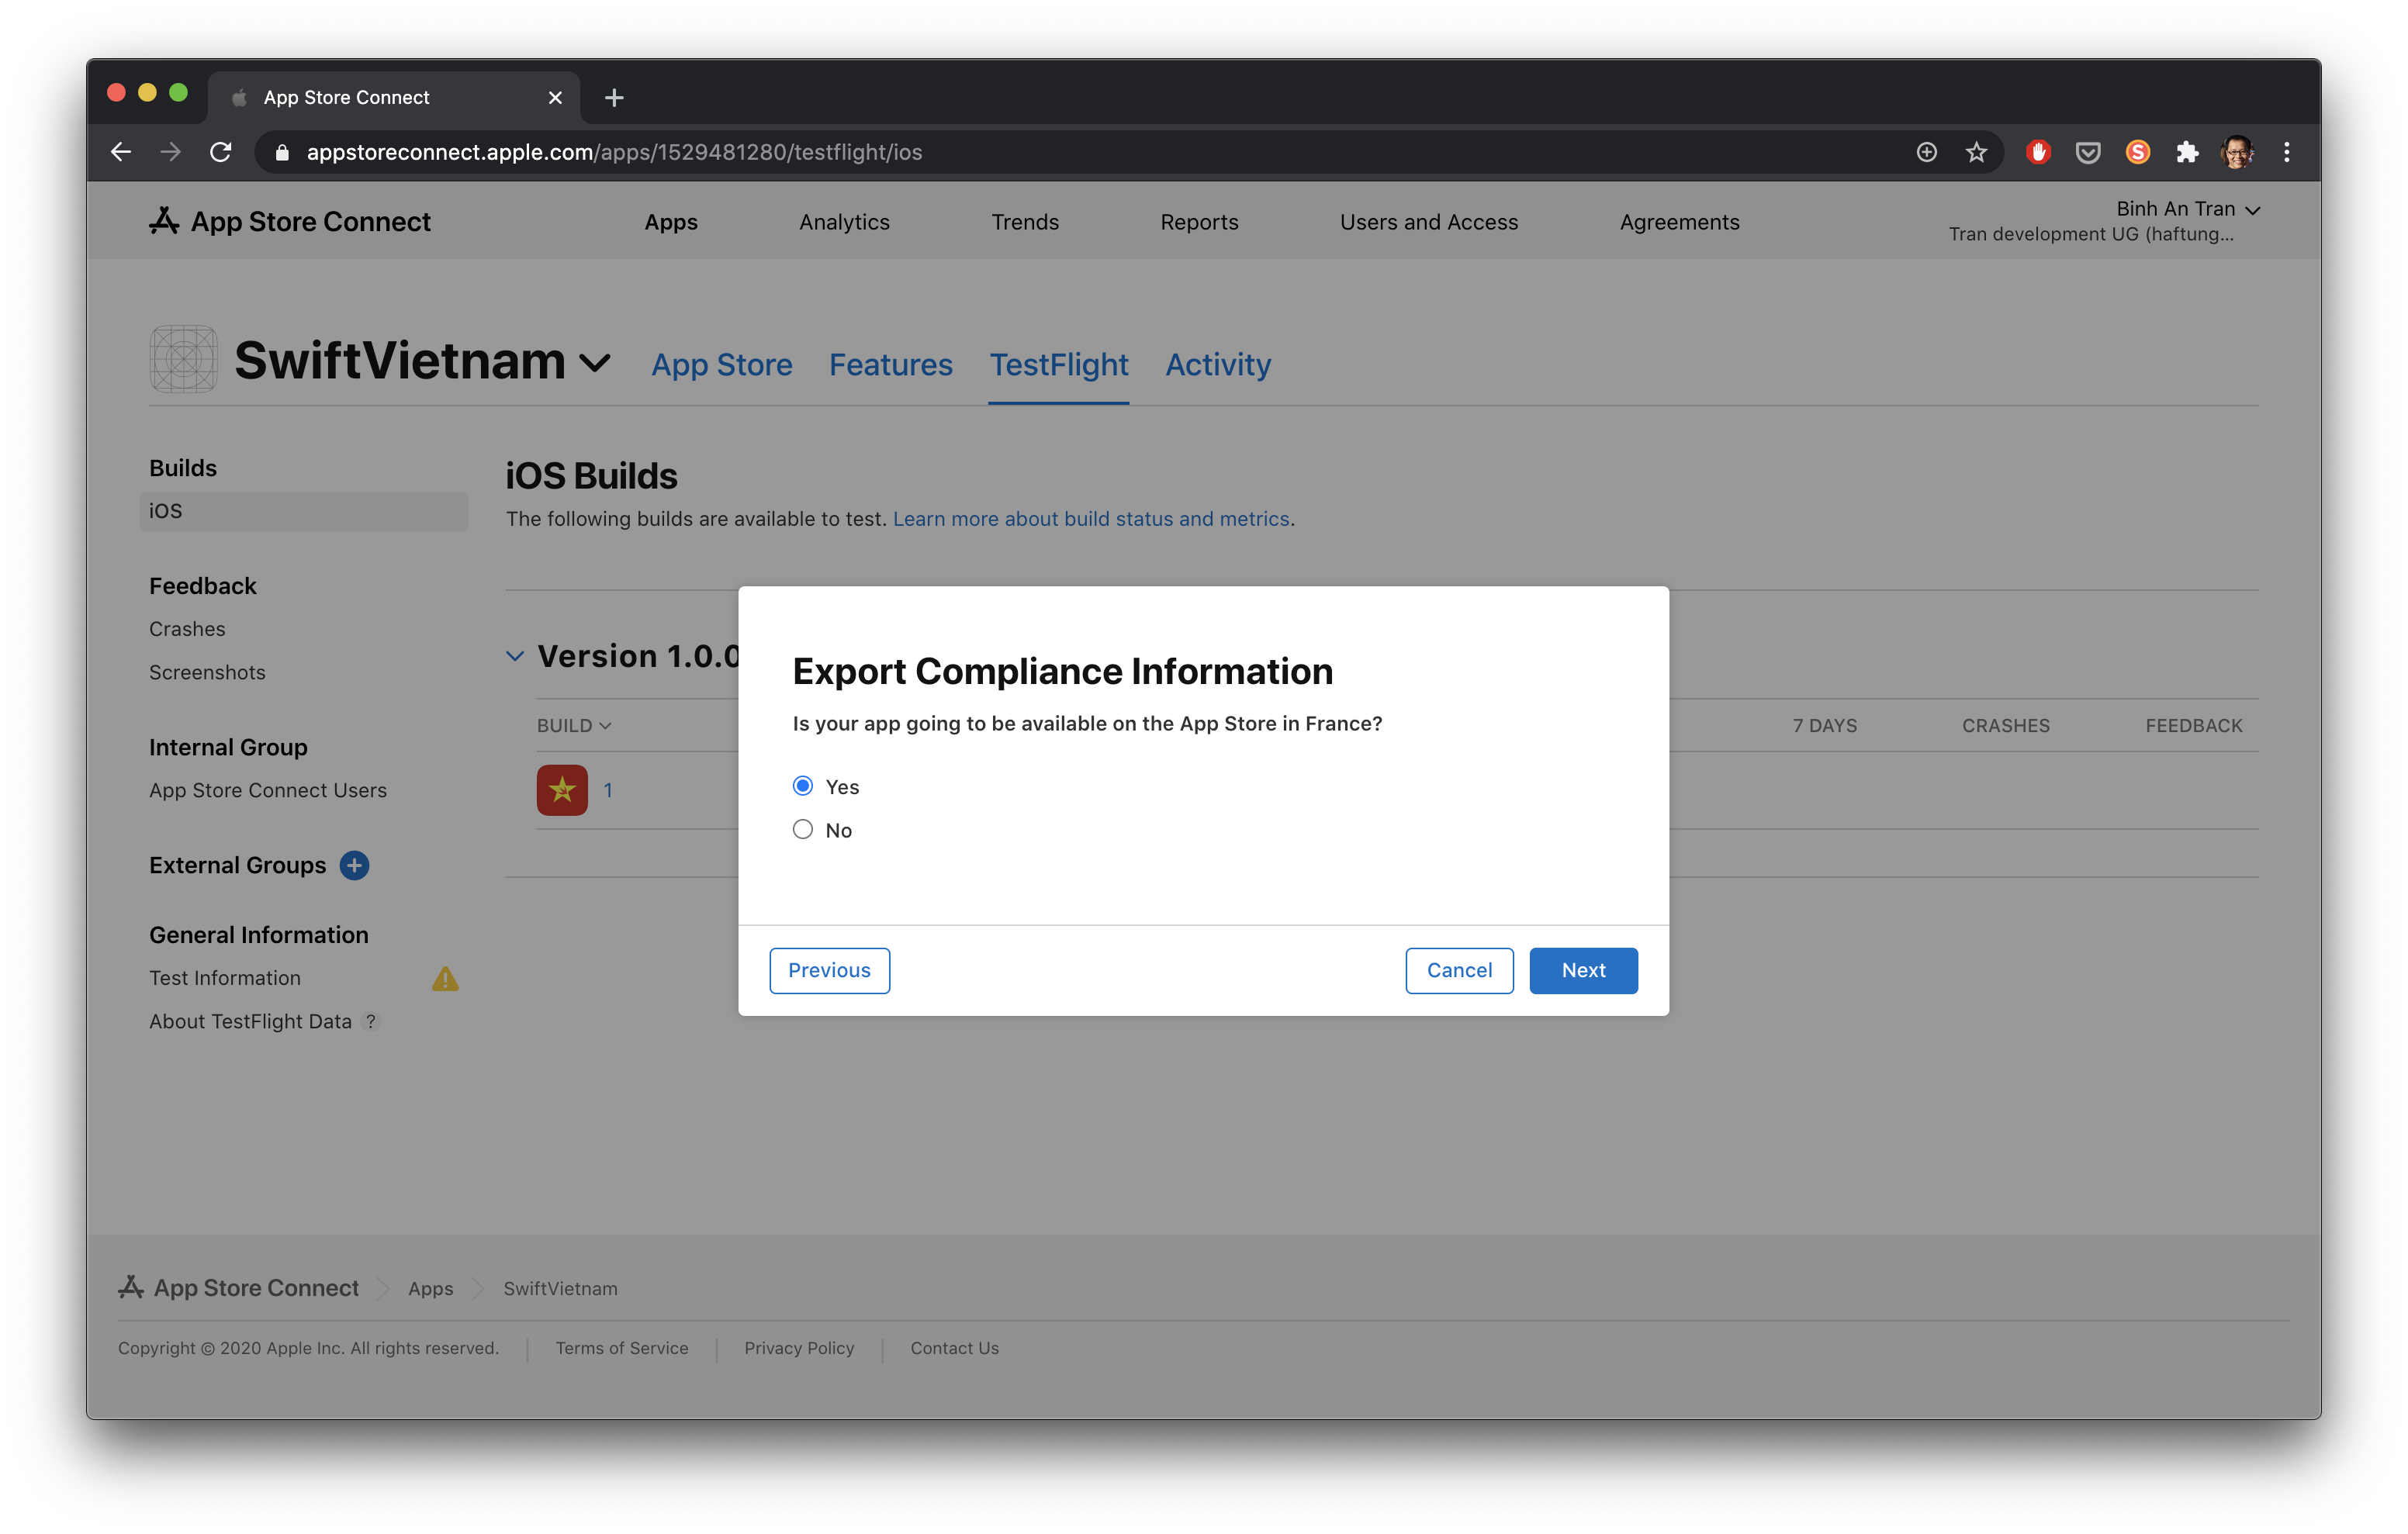 App Store Connect
appstoreconnect.apple.com/apps/1529481280/testflight/ios
App Store Connect
Apps
Analytics
Trends
Reports
Users and Access
Agreements
Binh An Tran
Tran development UG (haftung...
SwiftVietnam
App Store
Features
TestFlight
Activity
Builds
iOS
Feedback
Crashes
Screenshots
Internal Group
App Store Connect Users
External Groups
General Information
Test Information
About TestFlight Data ?
iOS Builds
The following builds are available to test. Learn more about build status and metrics.
Version 1.0.0
BUILD
7 DAYS
CRASHES
FEEDBACK
1
Export Compliance Information
Is your app going to be available on the App Store in France?
Yes
No
Previous
Cancel
Next
App Store Connect
Apps
SwiftVietnam
Copyright © 2020 Apple Inc. All rights reserved.
Terms of Service
Privacy Policy
Contact Us